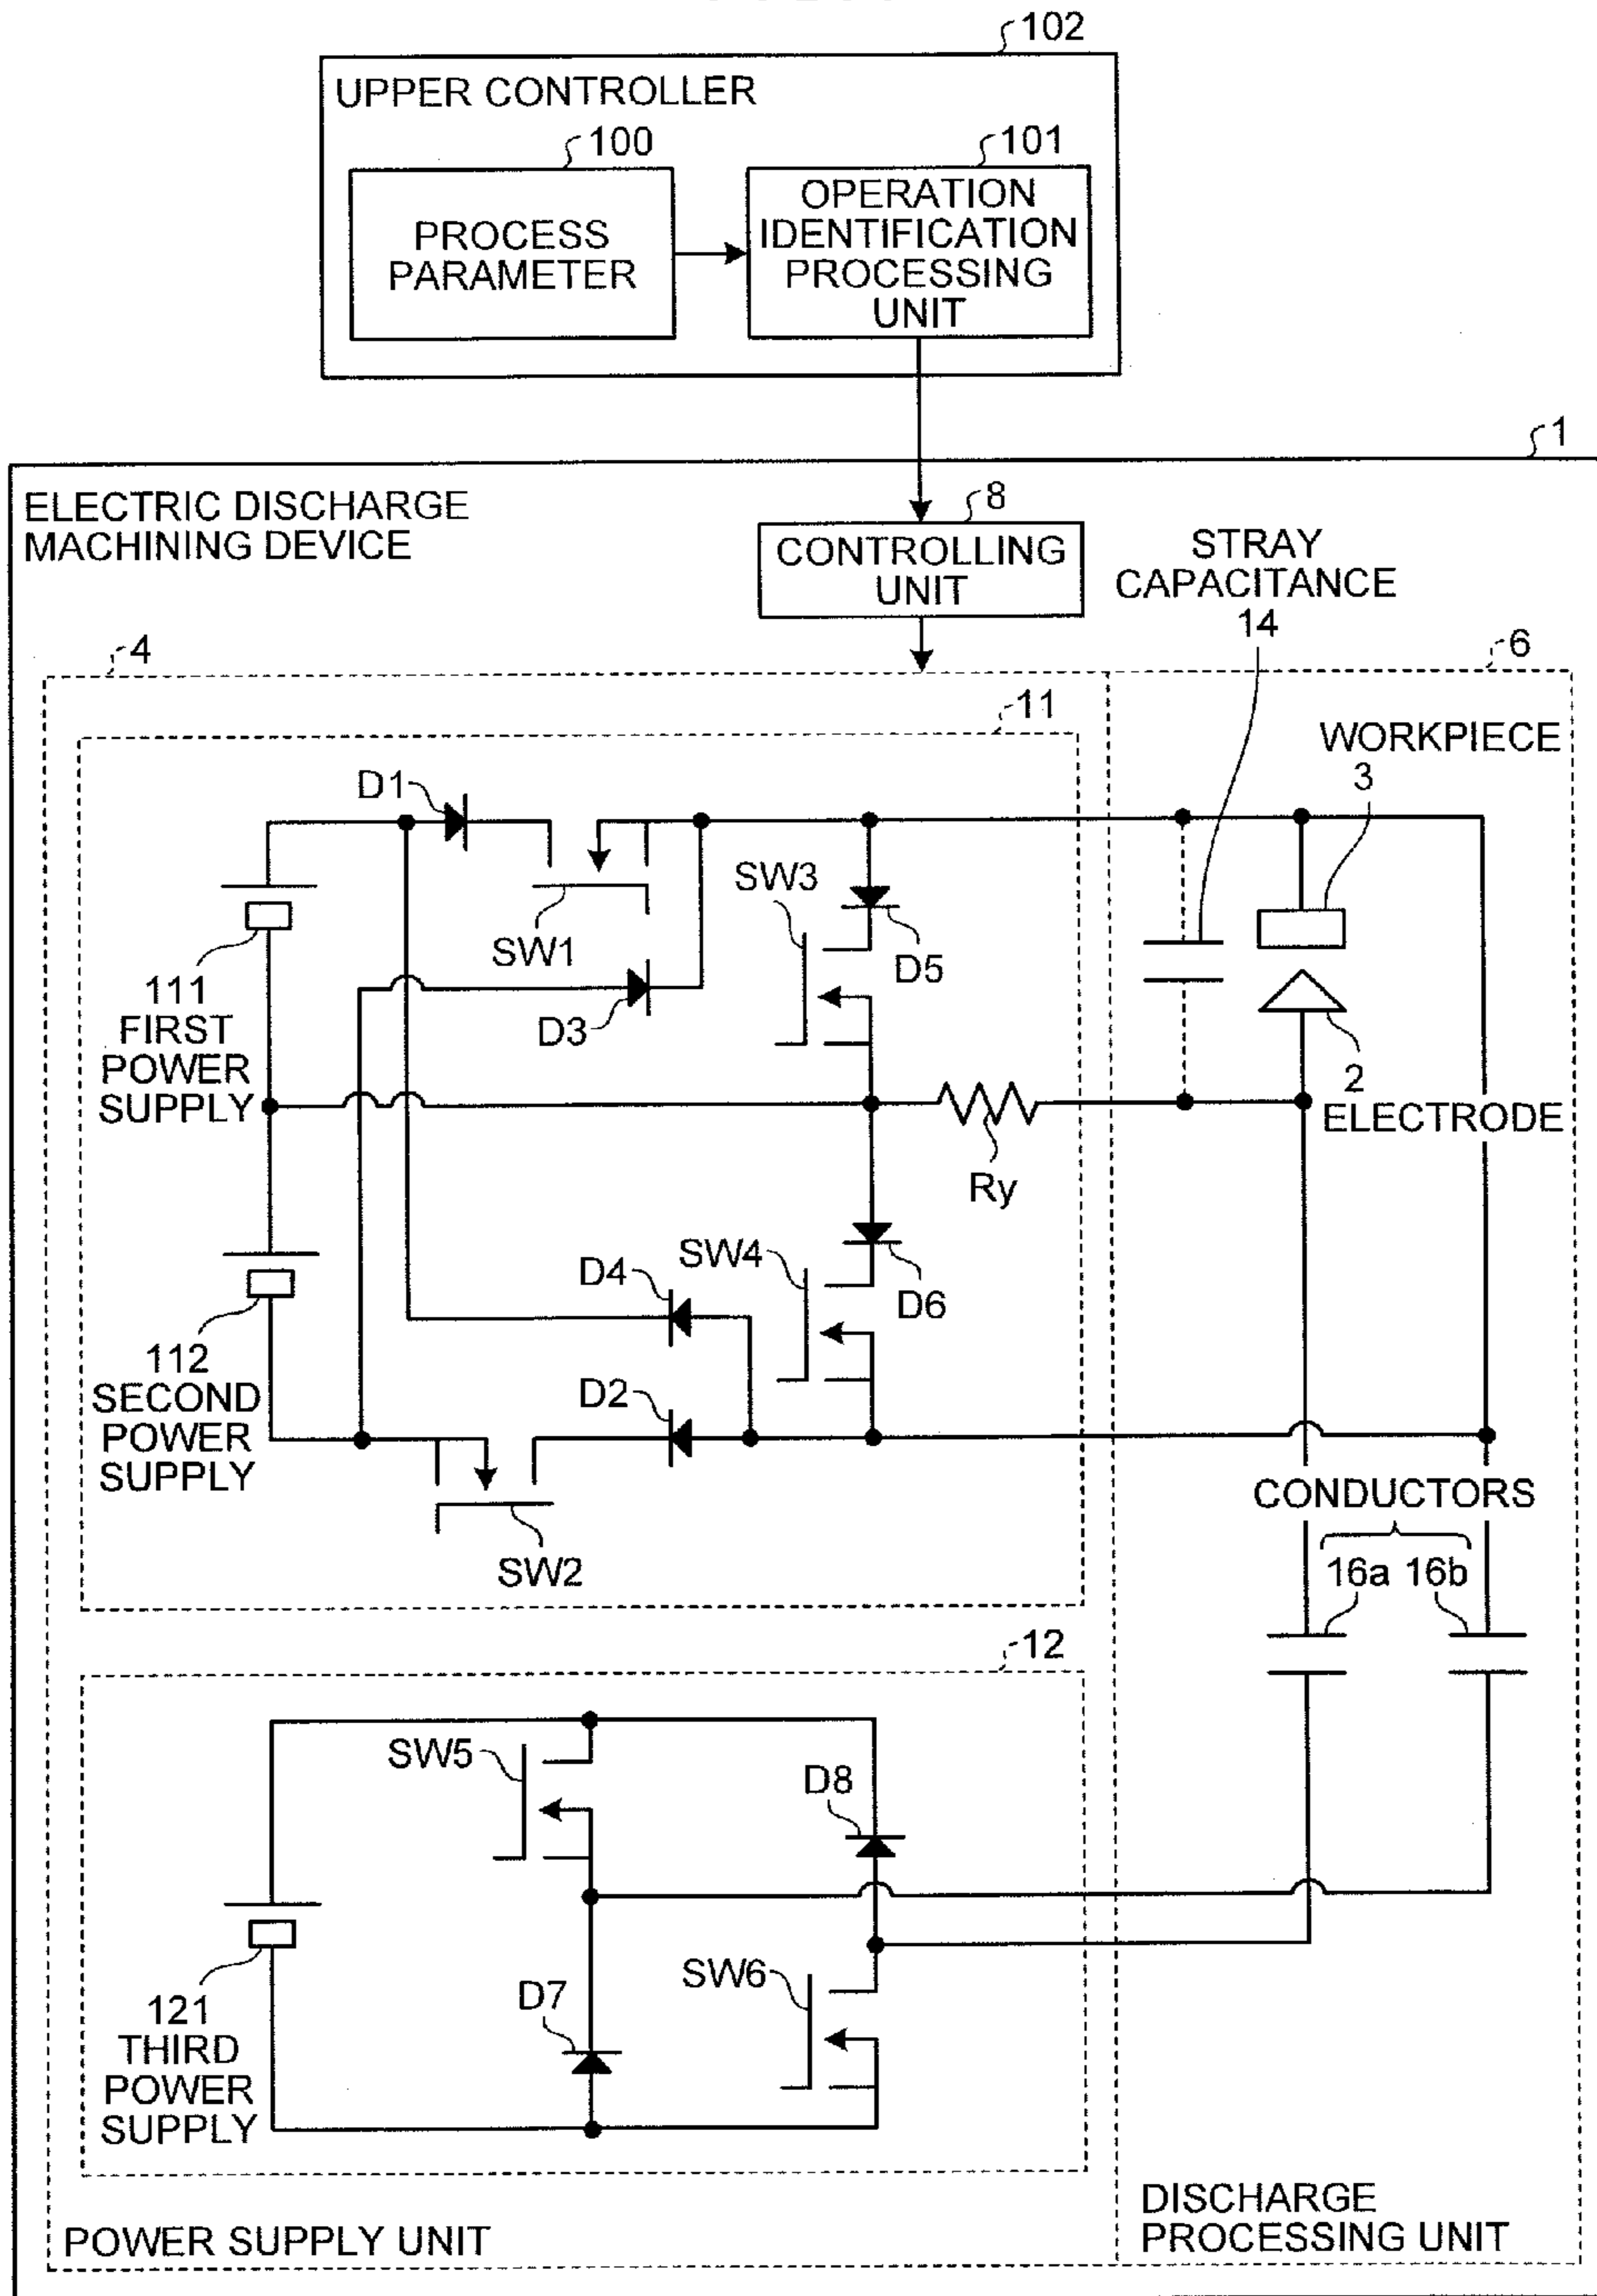 102
UPPER CONTROLLER
100
101
PROCESS
PARAMETER
OPERATION
IDENTIFICATION
PROCESSING
UNIT
1
ELECTRIC DISCHARGE
MACHINING DEVICE
8
CONTROLLING
UNIT
STRAY
CAPACITANCE
14
4
6
11
WORKPIECE
3
D1
SW1
SW3
D5
D3
111
FIRST
POWER
SUPPLY
2
ELECTRODE
Ry
SW4
D4
D6
112
SECOND
POWER
SUPPLY
D2
SW2
CONDUCTORS
16a 16b
12
SW5
D8
SW6
D7
121
THIRD
POWER
SUPPLY
POWER SUPPLY UNIT
DISCHARGE
PROCESSING UNIT